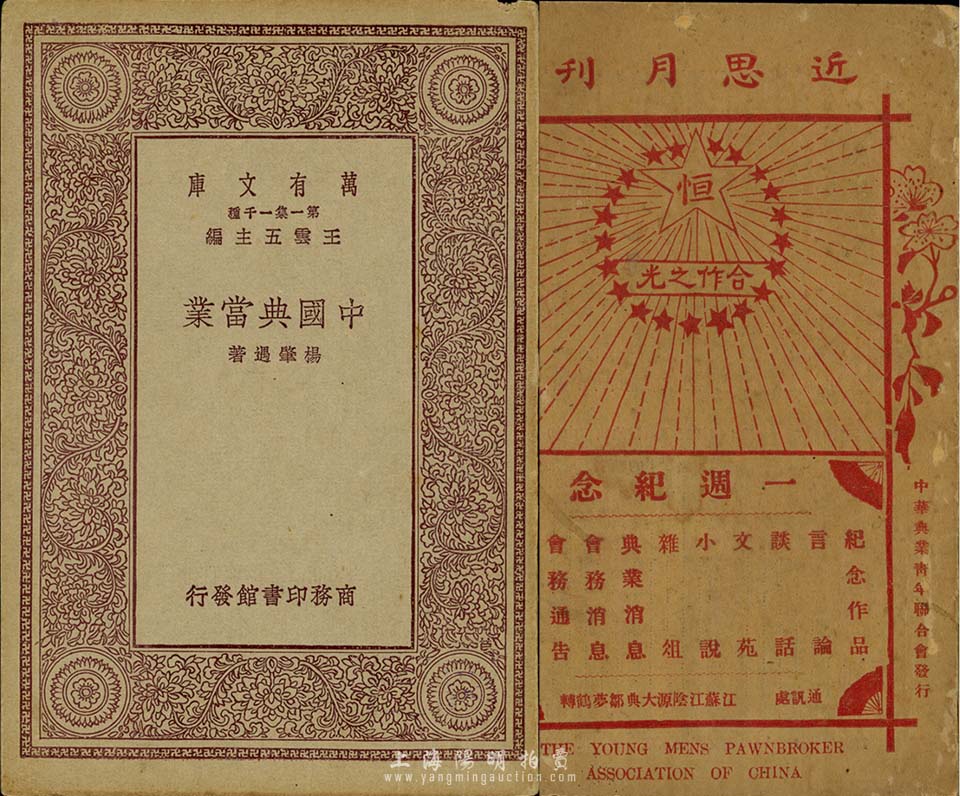 萬有文庫
第一集一千種
王雲五主編
中國典當業
楊肇遇著
商務印書館發行
近思月刊
恒
合作之光
一週紀念
紀念作品
言論
談話
文苑
小說
雜俎
典業消息
會務消息
會務通告
通訊處 江蘇江陰源大典鄒夢鶴轉
中華典業青年聯合會發行
THE YOUNG MENS PAWNBROKER
ASSOCIATION OF CHINA
上海陽明拍賣
www.yangmingauction.com